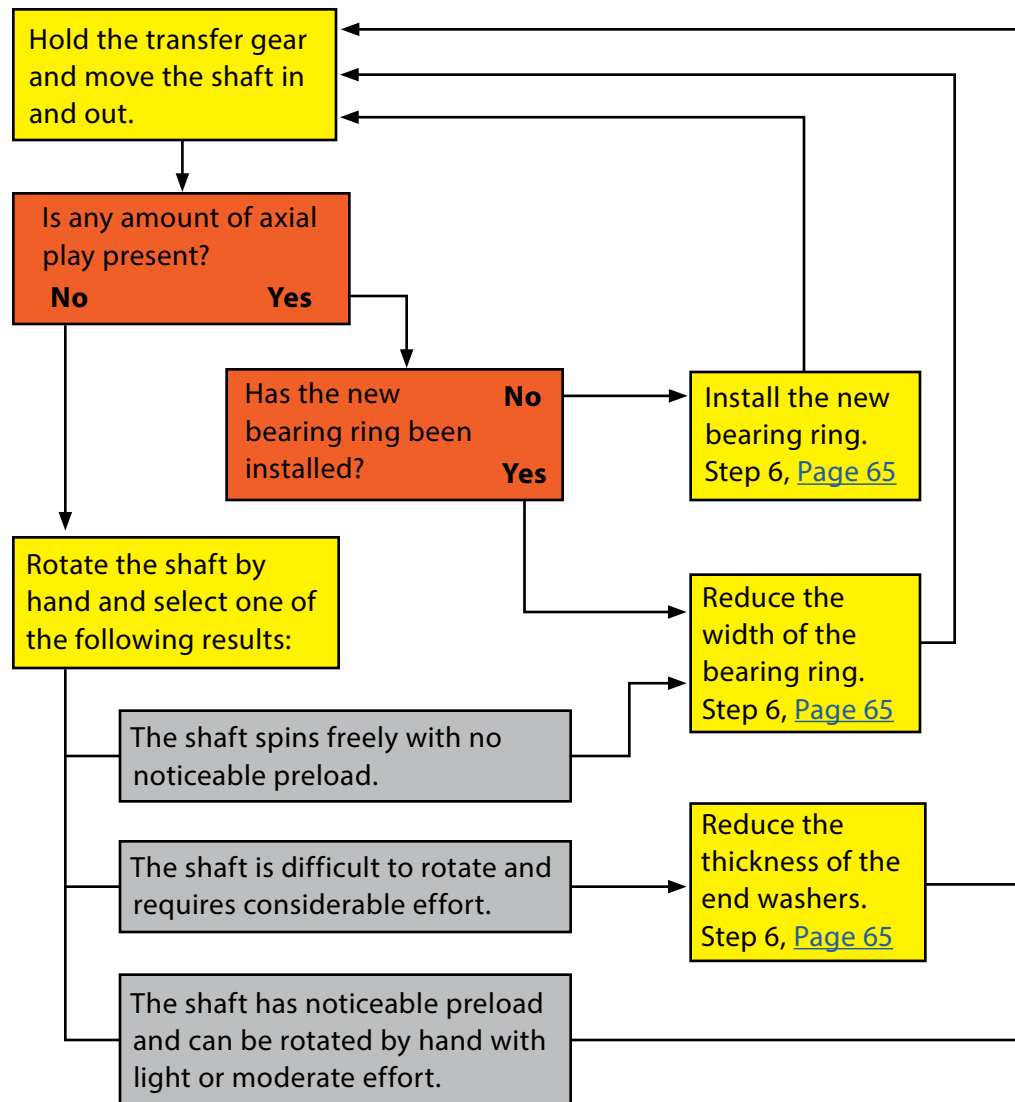 Hold the transfer gear
and move the shaft in
and out.
Is any amount of axial
play present?
No Yes
Has the new
bearing ring been
installed?
No
Yes
Install the new
bearing ring.
Step 6, Page 65
Rotate the shaft by
hand and select one of
the following results:
Reduce the
width of the
bearing ring.
Step 6, Page 65
The shaft spins freely with no
noticeable preload.
The shaft is difficult to rotate and
requires considerable effort.
Reduce the
thickness of the
end washers.
Step 6, Page 65
The shaft has noticeable preload
and can be rotated by hand with
light or moderate effort.